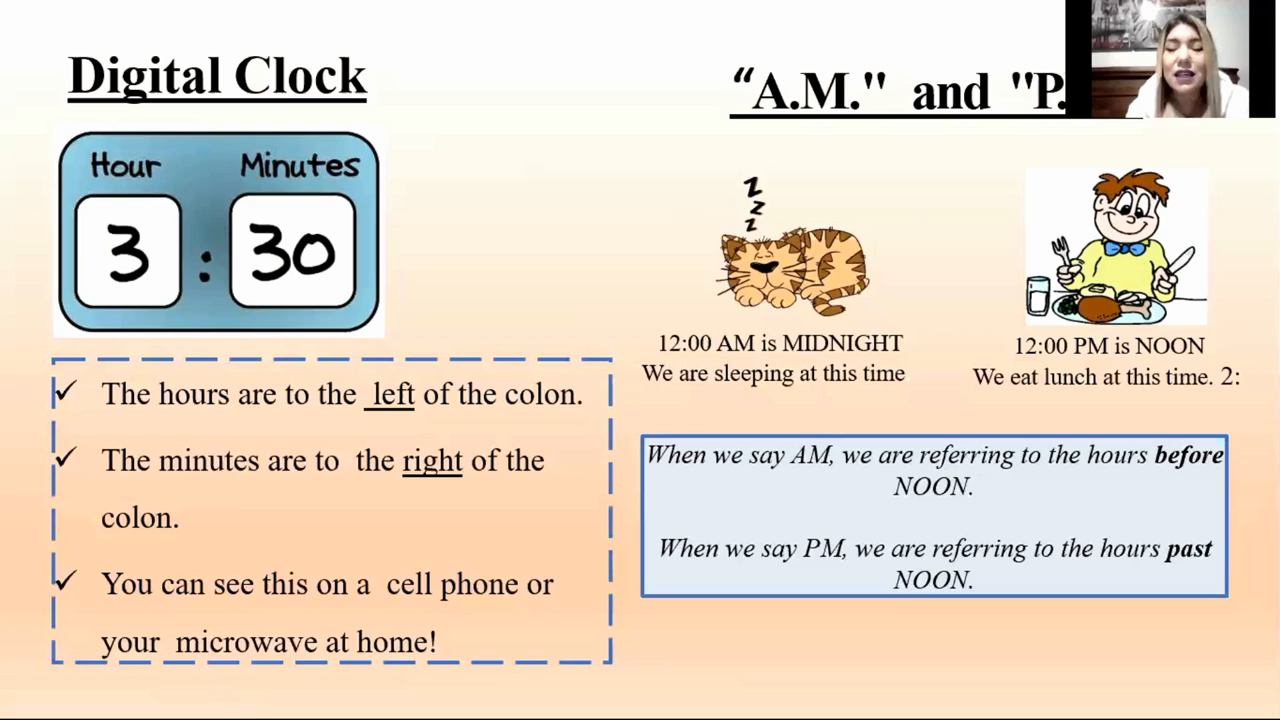 Digital Clock
Hour Minutes
3 : 30
✓ The hours are to the left of the colon.
✓ The minutes are to the right of the
colon.
✓ You can see this on a cell phone or
your microwave at home!
“A.M." and "P.
z
z
z
12:00 AM is MIDNIGHT
We are sleeping at this time
12:00 PM is NOON
We eat lunch at this time. 2:
When we say AM, we are referring to the hours before
NOON.
When we say PM, we are referring to the hours past
NOON.